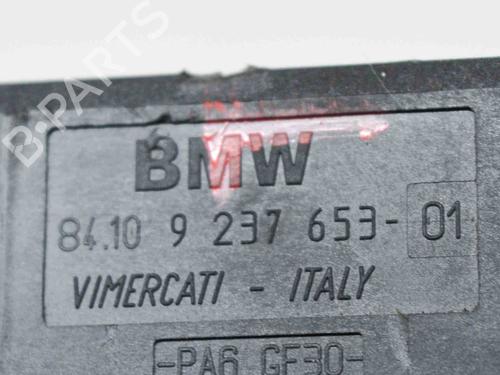 B-PARTS
BMW
84.10 9 237 653-01
VIMERCATI - ITALY
-PA6 GF30-